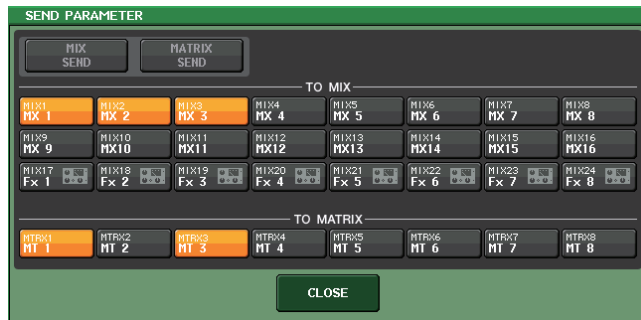 SEND PARAMETER
MIX SEND
MATRIX SEND
TO MIX
MIX1 MIX2 MIX3 MIX4 MIX5 MIX6 MIX7 MIX8
MX 1 MX 2 MX 3 MX 4 MX 5 MX 6 MX 7 MX 8
MIX9 MIX10 MIX11 MIX12 MIX13 MIX14 MIX15 MIX16
MX 9 MX10 MX11 MX12 MX13 MX14 MX15 MX16
MIX17 MIX18 MIX19 MIX20 MIX21 MIX22 MIX23 MIX24
Fx 1 Fx 2 Fx 3 Fx 4 Fx 5 Fx 6 Fx 7 Fx 8
TO MATRIX
MTRX1 MTRX2 MTRX3 MTRX4 MTRX5 MTRX6 MTRX7 MTRX8
MT 1 MT 2 MT 3 MT 4 MT 5 MT 6 MT 7 MT 8
CLOSE